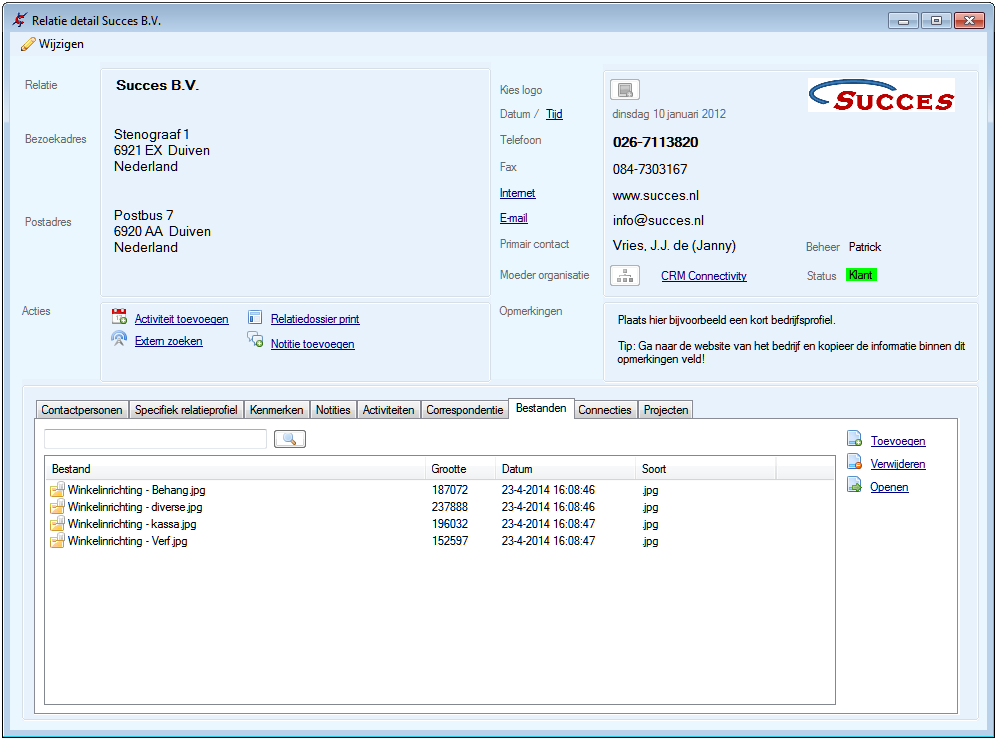 Relatie detail Succes B.V.
Wijzigen
Relatie
Succes B.V.
Bezoekadres
Stenograaf 1
6921 EX Duiven
Nederland
Postadres
Postbus 7
6920 AA Duiven
Nederland
Kies logo
SUCCES
Datum / Tijd
dinsdag 10 januari 2012
Telefoon
026-7113820
Fax
084-7303167
Internet
www.succes.nl
E-mail
info@succes.nl
Primair contact
Vries, J.J. de (Janny)
Beheer Patrick
Moeder organisatie
CRM Connectivity
Status Klant
Acties
Activiteit toevoegen
Relatiedossier print
Extern zoeken
Notitie toevoegen
Opmerkingen
Plaats hier bijvoorbeeld een kort bedrijfsprofiel.
Tip: Ga naar de website van het bedrijf en kopieer de informatie binnen dit
opmerkingen veld!
Contactpersonen Specifiek relatieprofiel Kenmerken Notities Activiteiten Correspondentie Bestanden Connecties Projecten
Bestand Grootte Datum Soort
Winkelinrichting - Behang.jpg 187072 23-4-2014 16:08:46 .jpg
Winkelinrichting - diverse.jpg 237888 23-4-2014 16:08:46 .jpg
Winkelinrichting - kassa.jpg 196032 23-4-2014 16:08:47 .jpg
Winkelinrichting - Verf.jpg 152597 23-4-2014 16:08:47 .jpg
Toevoegen
Verwijderen
Openen